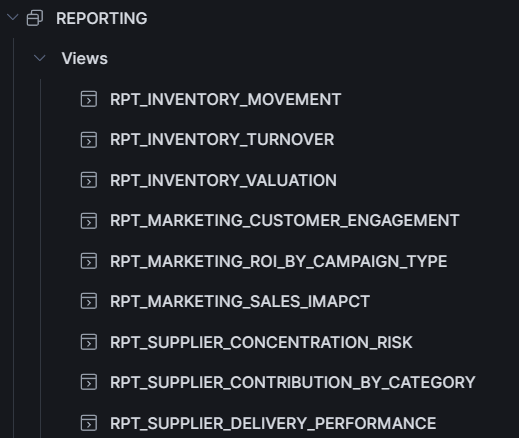 REPORTING
Views
RPT_INVENTORY_MOVEMENT
RPT_INVENTORY_TURNOVER
RPT_INVENTORY_VALUATION
RPT_MARKETING_CUSTOMER_ENGAGEMENT
RPT_MARKETING_ROI_BY_CAMPAIGN_TYPE
RPT_MARKETING_SALES_IMAPCT
RPT_SUPPLIER_CONCENTRATION_RISK
RPT_SUPPLIER_CONTRIBUTION_BY_CATEGORY
RPT_SUPPLIER_DELIVERY_PERFORMANCE